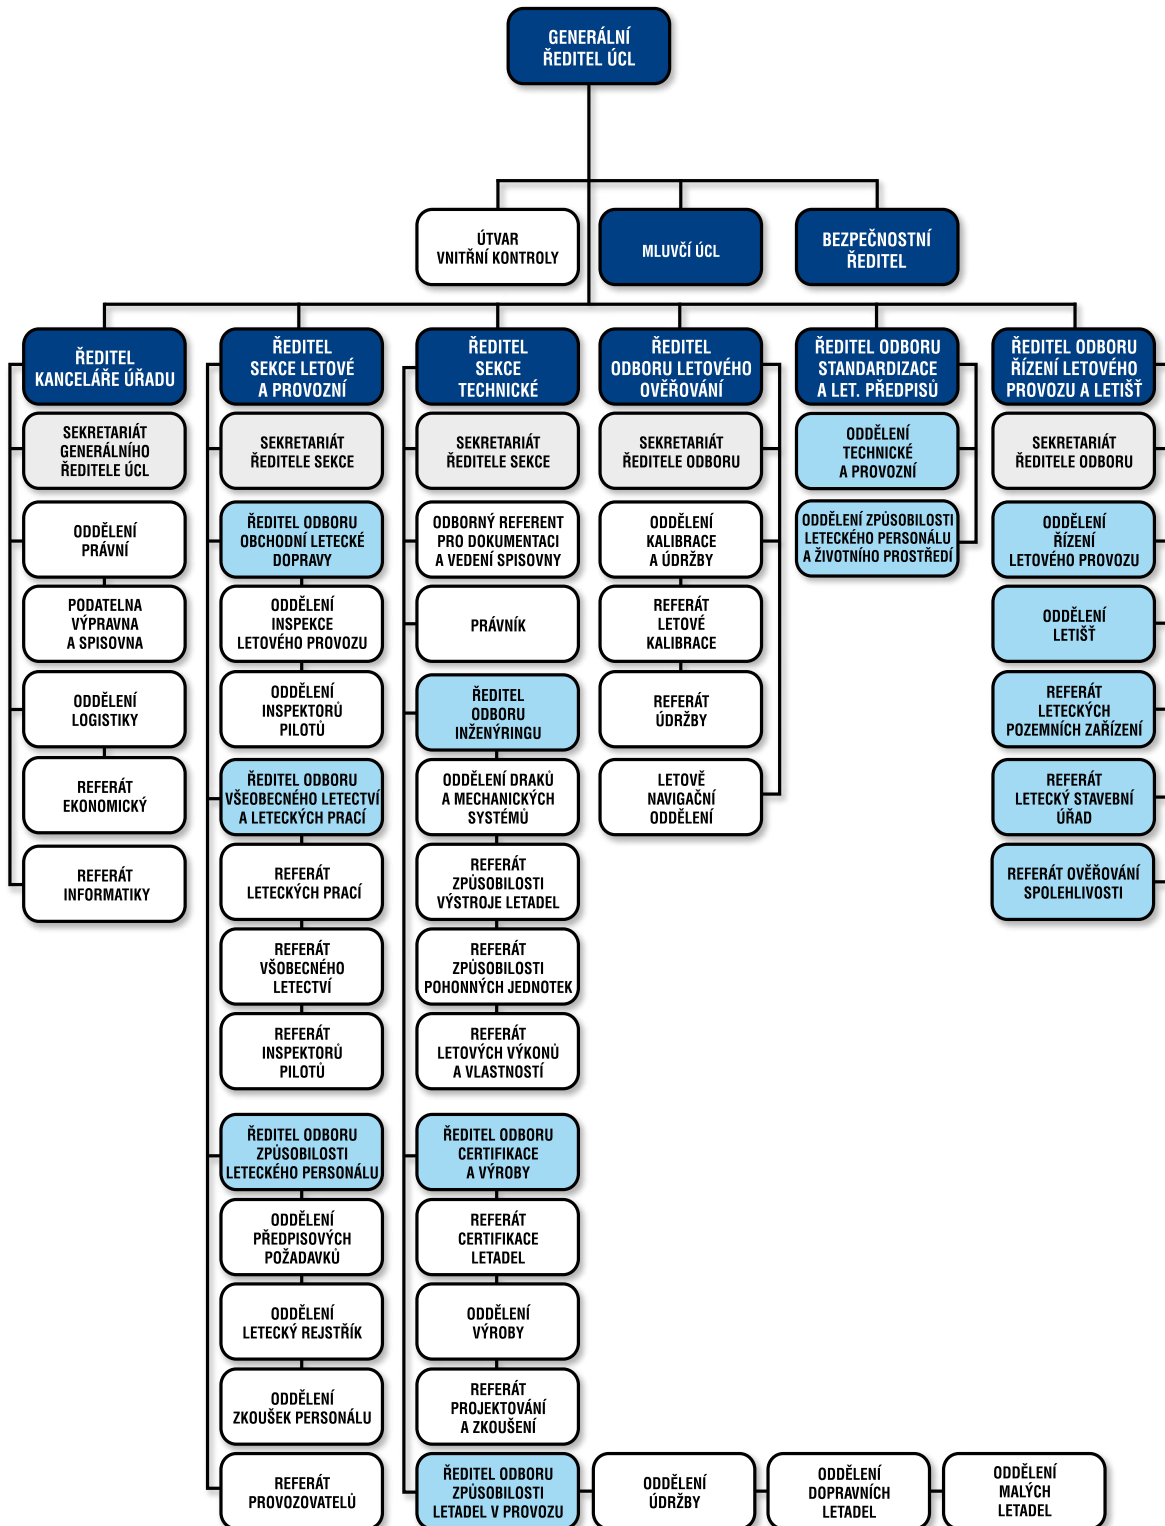 GENERÁLNÍ
ŘEDITEL ÚCL
ÚTVAR
VNITŘNÍ KONTROLY
MLUVČÍ ÚCL
BEZPEČNOSTNÍ
ŘEDITEL
ŘEDITEL
KANCELÁŘE ÚŘADU
SEKRETARIÁT
GENERÁLNÍHO
ŘEDITELE ÚCL
ODDĚLENÍ
PRÁVNÍ
PODATELNA
VÝPRAVNA
A SPISOVNA
ODDĚLENÍ
LOGISTIKY
REFERÁT
EKONOMICKÝ
REFERÁT
INFORMATIKY
ŘEDITEL
SEKCE LETOVÉ
A PROVOZNÍ
SEKRETARIÁT
ŘEDITELE SEKCE
ŘEDITEL ODBORU
OBCHODNÍ LETECKÉ
DOPRAVY
ODDĚLENÍ
INSPEKCE
LETOVÉHO PROVOZU
ODDĚLENÍ
INSPEKTORŮ
PILOTŮ
ŘEDITEL ODBORU
VŠEOBECNÉHO LETECTVÍ
A LETECKÝCH PRACÍ
REFERÁT
LETECKÝCH PRACÍ
REFERÁT
VŠOBECNÉHO
LETECTVÍ
REFERÁT
INSPEKTORŮ
PILOTŮ
ŘEDITEL ODBORU
ZPŮSOBILOSTI
LETECKÉHO PERSONÁLU
ODDĚLENÍ
PŘEDPISOVÝCH
POŽADAVKŮ
ODDĚLENÍ
LETECKÝ REJSTŘÍK
ODDĚLENÍ
ZKOUŠEK PERSONÁLU
REFERÁT
PROVOZOVATELŮ
ŘEDITEL
SEKCE
TECHNICKÉ
SEKRETARIÁT
ŘEDITELE SEKCE
ODBORNÝ REFERENT
PRO DOKUMENTACI
A VEDENÍ SPISOVNY
PRÁVNÍK
ŘEDITEL
ODBORU
INŽENÝRINGU
ODDĚLENÍ DRAKŮ
A MECHANICKÝCH
SYSTÉMŮ
REFERÁT
ZPŮSOBILOSTI
VÝSTROJE LETADEL
REFERÁT
ZPŮSOBILOSTI
POHONNÝCH JEDNOTEK
REFERÁT
LETOVÝCH VÝKONŮ
A VLASTNOSTÍ
ŘEDITEL ODBORU
CERTIFIKACE
A VÝROBY
REFERÁT
CERTIFIKACE
LETADEL
ODDĚLENÍ
VÝROBY
REFERÁT
PROJEKTOVÁNÍ
A ZKOUŠENÍ
ŘEDITEL ODBORU
ZPŮSOBILOSTI
LETADEL V PROVOZU
ODDĚLENÍ
ÚDRŽBY
ODDĚLENÍ
DOPRAVNÍCH
LETADEL
ODDĚLENÍ
MALÝCH
LETADEL
ŘEDITEL
ODBORU LETOVÉHO
OVĚŘOVÁNÍ
SEKRETARIÁT
ŘEDITELE ODBORU
ODDĚLENÍ
KALIBRACE
A ÚDRŽBY
REFERÁT
LETOVÉ
KALIBRACE
REFERÁT
ÚDRŽBY
LETOVĚ
NAVIGAČNÍ
ODDĚLENÍ
ŘEDITEL ODBORU
STANDARDIZACE
A LET. PŘEDPISŮ
ODDĚLENÍ
TECHNICKÉ
A PROVOZNÍ
ODDĚLENÍ ZPŮSOBILOSTI
LETECKÉHO PERSONÁLU
A ŽIVOTNÍHO PROSTŘEDÍ
ŘEDITEL ODBORU
ŘÍZENÍ LETOVÉHO
PROVOZU A LETIŠŤ
SEKRETARIÁT
ŘEDITELE ODBORU
ODDĚLENÍ
ŘÍZENÍ
LETOVÉHO PROVOZU
ODDĚLENÍ
LETIŠŤ
REFERÁT
LETECKÝCH
POZEMNÍCH ZAŘÍZENÍ
REFERÁT
LETECKÝ STAVEBNÍ
ÚŘAD
REFERÁT OVĚŘOVÁNÍ
SPOLEHLIVOSTI